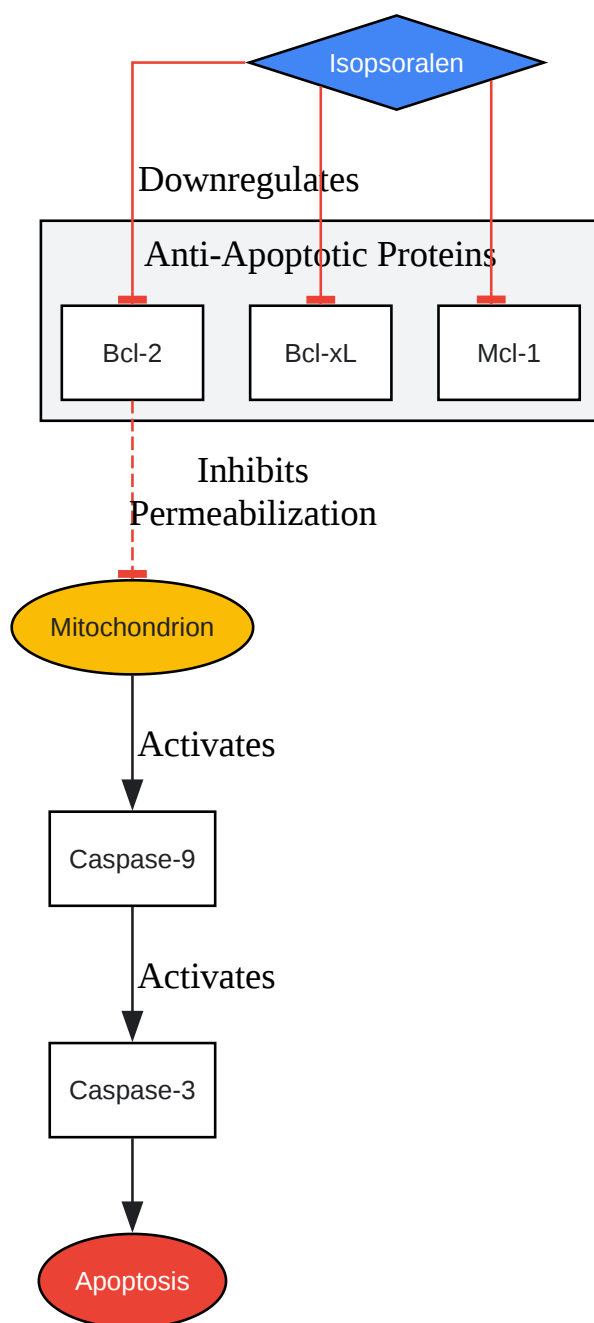 Isopsoralen
Downregulates
Anti-Apoptotic Proteins
Bcl-2
Bcl-xL
Mcl-1
Inhibits
Permeabilization
Mitochondrion
Activates
Caspase-9
Activates
Caspase-3
Apoptosis